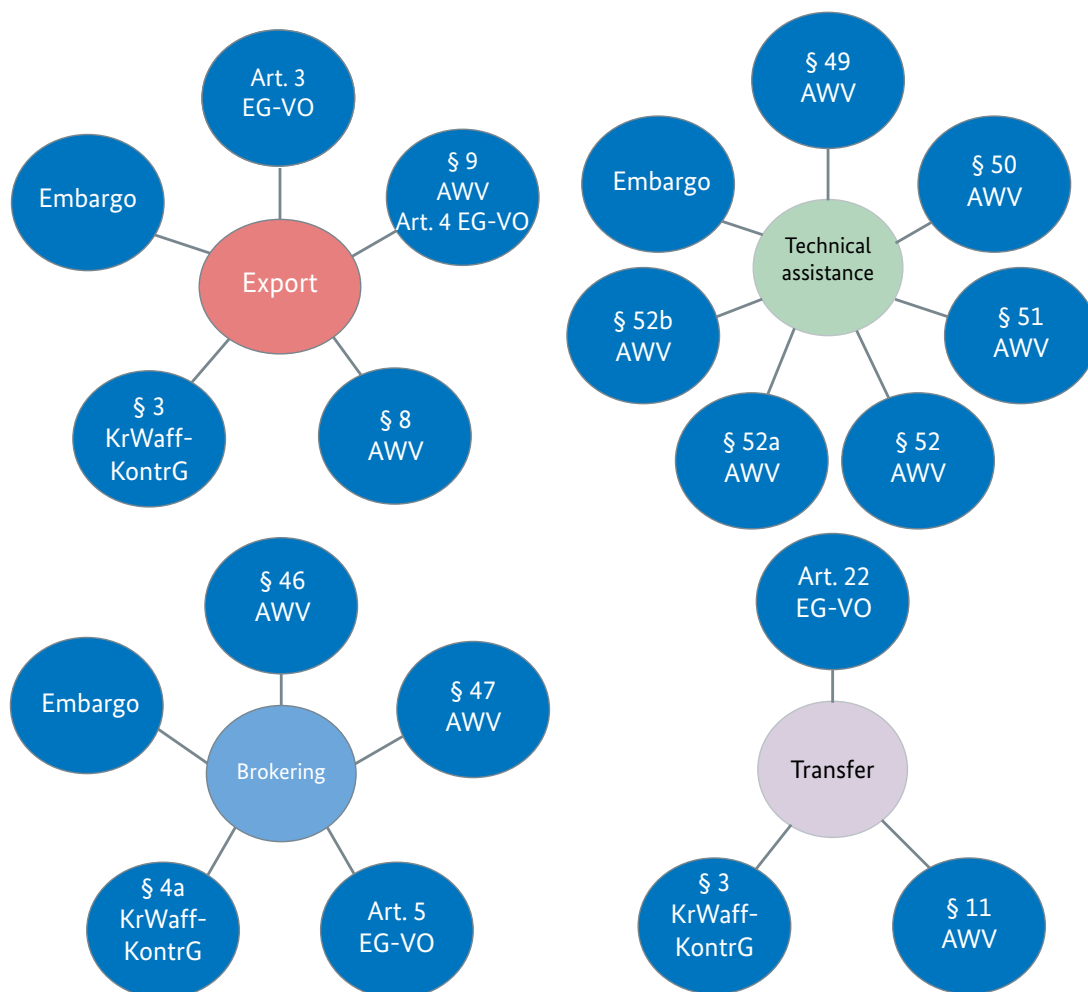 Art. 3
EG-VO
Embargo
§ 9
AWV
Art. 4 EG-VO
Export
§ 3
KrWaff-
KontrG
§ 8
AWV
§ 49
AWV
Embargo
§ 50
AWV
Technical
assistance
§ 52b
AWV
§ 51
AWV
§ 52a
AWV
§ 52
AWV
§ 46
AWV
Embargo
§ 47
AWV
Brokering
§ 4a
KrWaff-
KontrG
Art. 5
EG-VO
Art. 22
EG-VO
Transfer
§ 3
KrWaff-
KontrG
§ 11
AWV